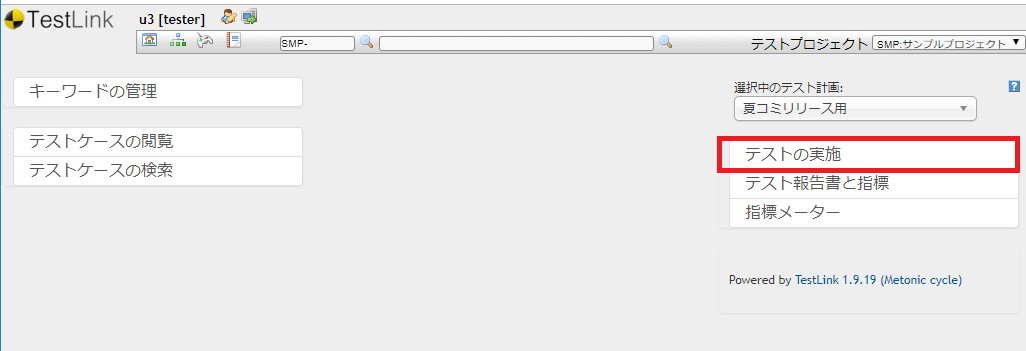 TestLink
u3 [tester]
SMP-
テストプロジェクト SMP:サンプルプロジェクト
キーワードの管理
テストケースの閲覧
テストケースの検索
選択中のテスト計画:
夏コミリリース用
テストの実施
テスト報告書と指標
指標メーター
Powered by TestLink 1.9.19 (Metonic cycle)